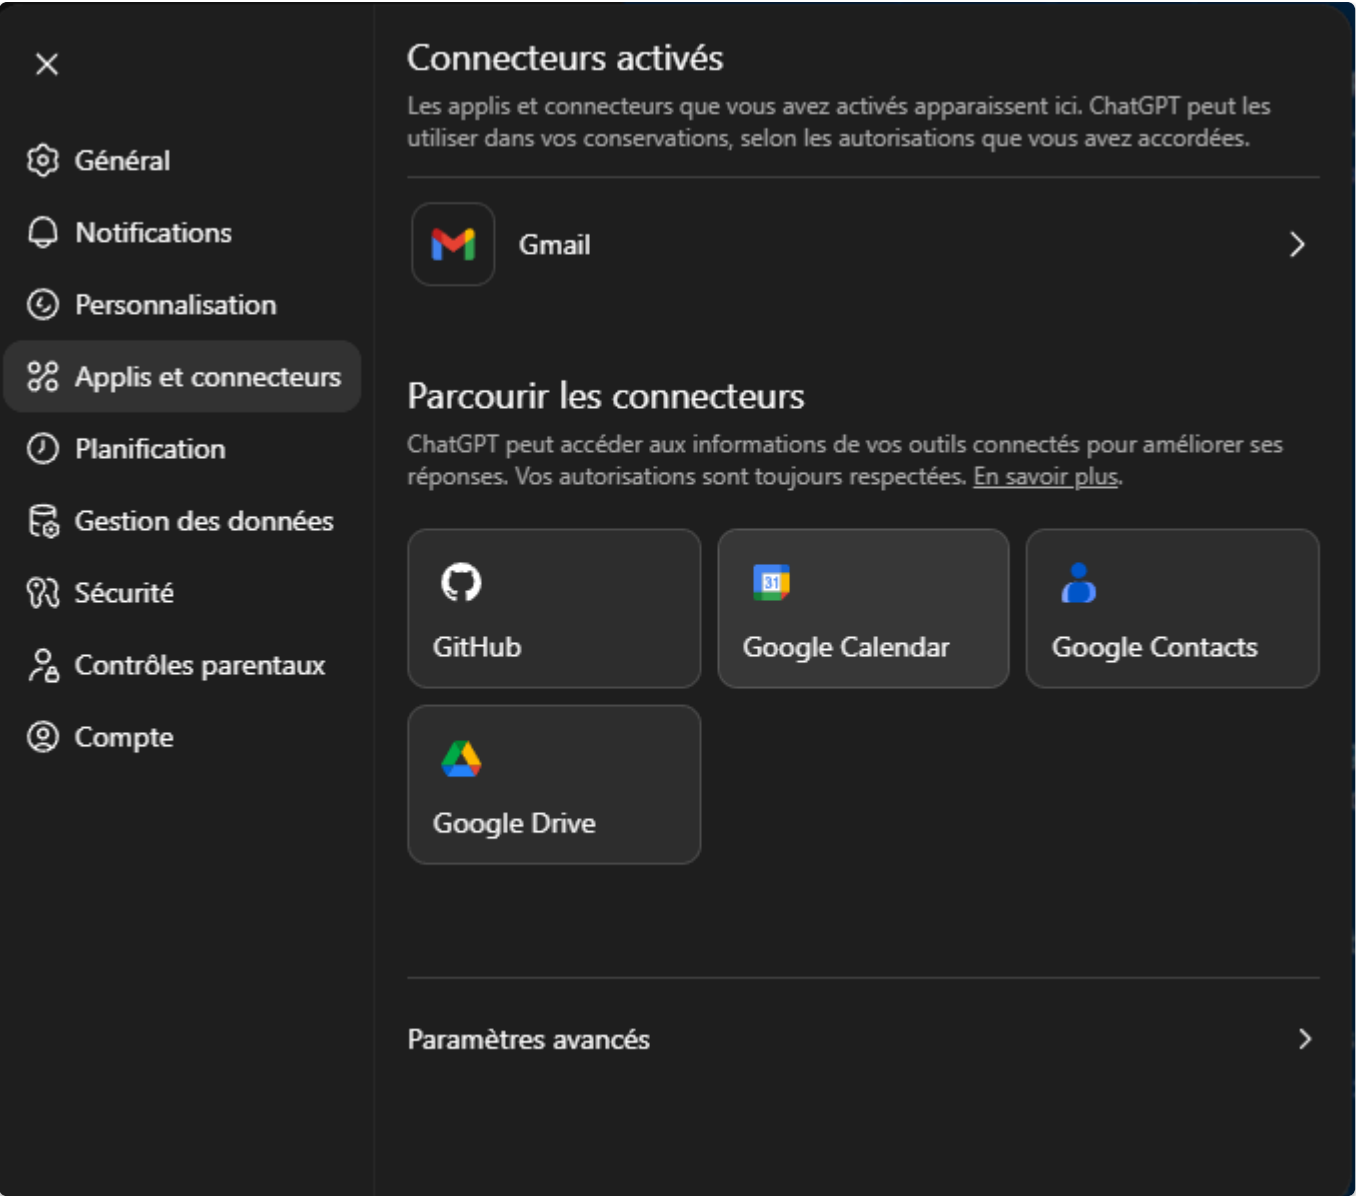 Général
Notifications
Personnalisation
Applis et connecteurs
Planification
Gestion des données
Sécurité
Contrôles parentaux
Compte
Connecteurs activés
Les applis et connecteurs que vous avez activés apparaissent ici. ChatGPT peut les
utiliser dans vos conservations, selon les autorisations que vous avez accordées.
Gmail
Parcourir les connecteurs
ChatGPT peut accéder aux informations de vos outils connectés pour améliorer ses
réponses. Vos autorisations sont toujours respectées. En savoir plus.
GitHub
31
Google Calendar
Google Contacts
Google Drive
Paramètres avancés